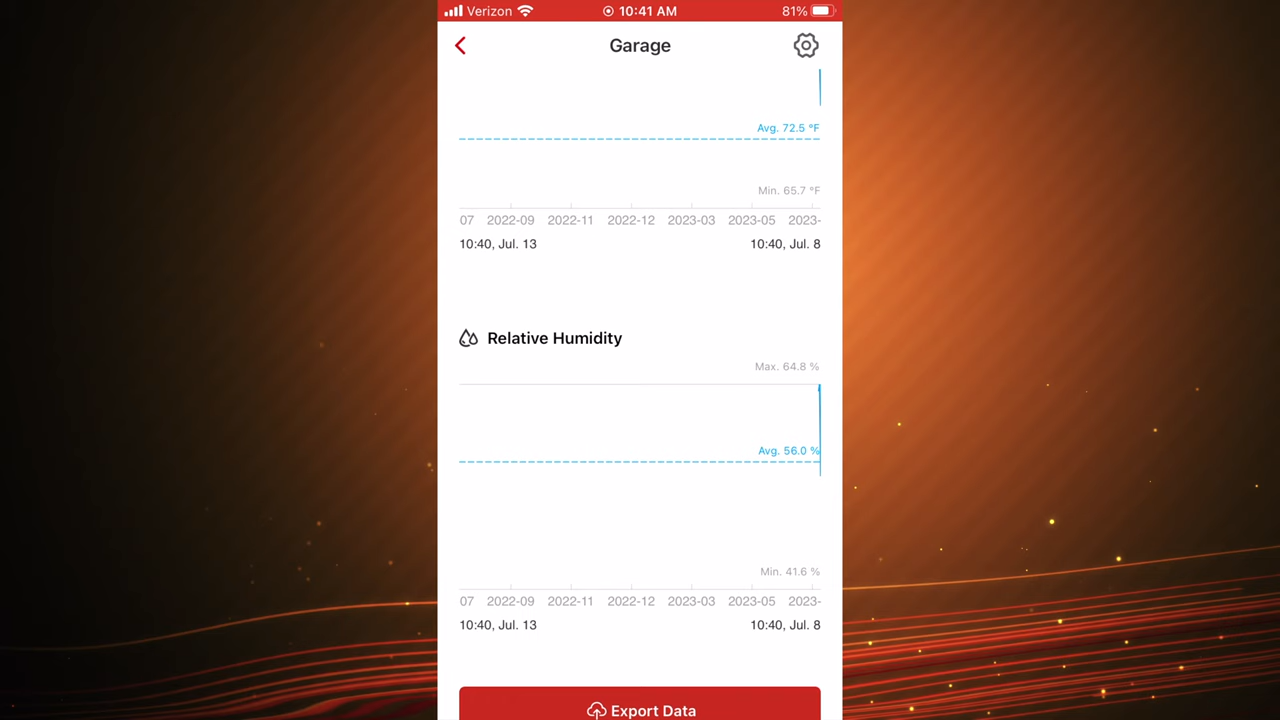 Verizon 10:41 AM 81%
Garage
Avg. 72.5 °F
Min. 65.7 °F
07 2022-09 2022-11 2022-12 2023-03 2023-05 2023-
10:40, Jul. 13 10:40, Jul. 8
Relative Humidity
Max. 64.8 %
Avg. 56.0 %
Min. 41.6 %
07 2022-09 2022-11 2022-12 2023-03 2023-05 2023-
10:40, Jul. 13 10:40, Jul. 8
Export Data